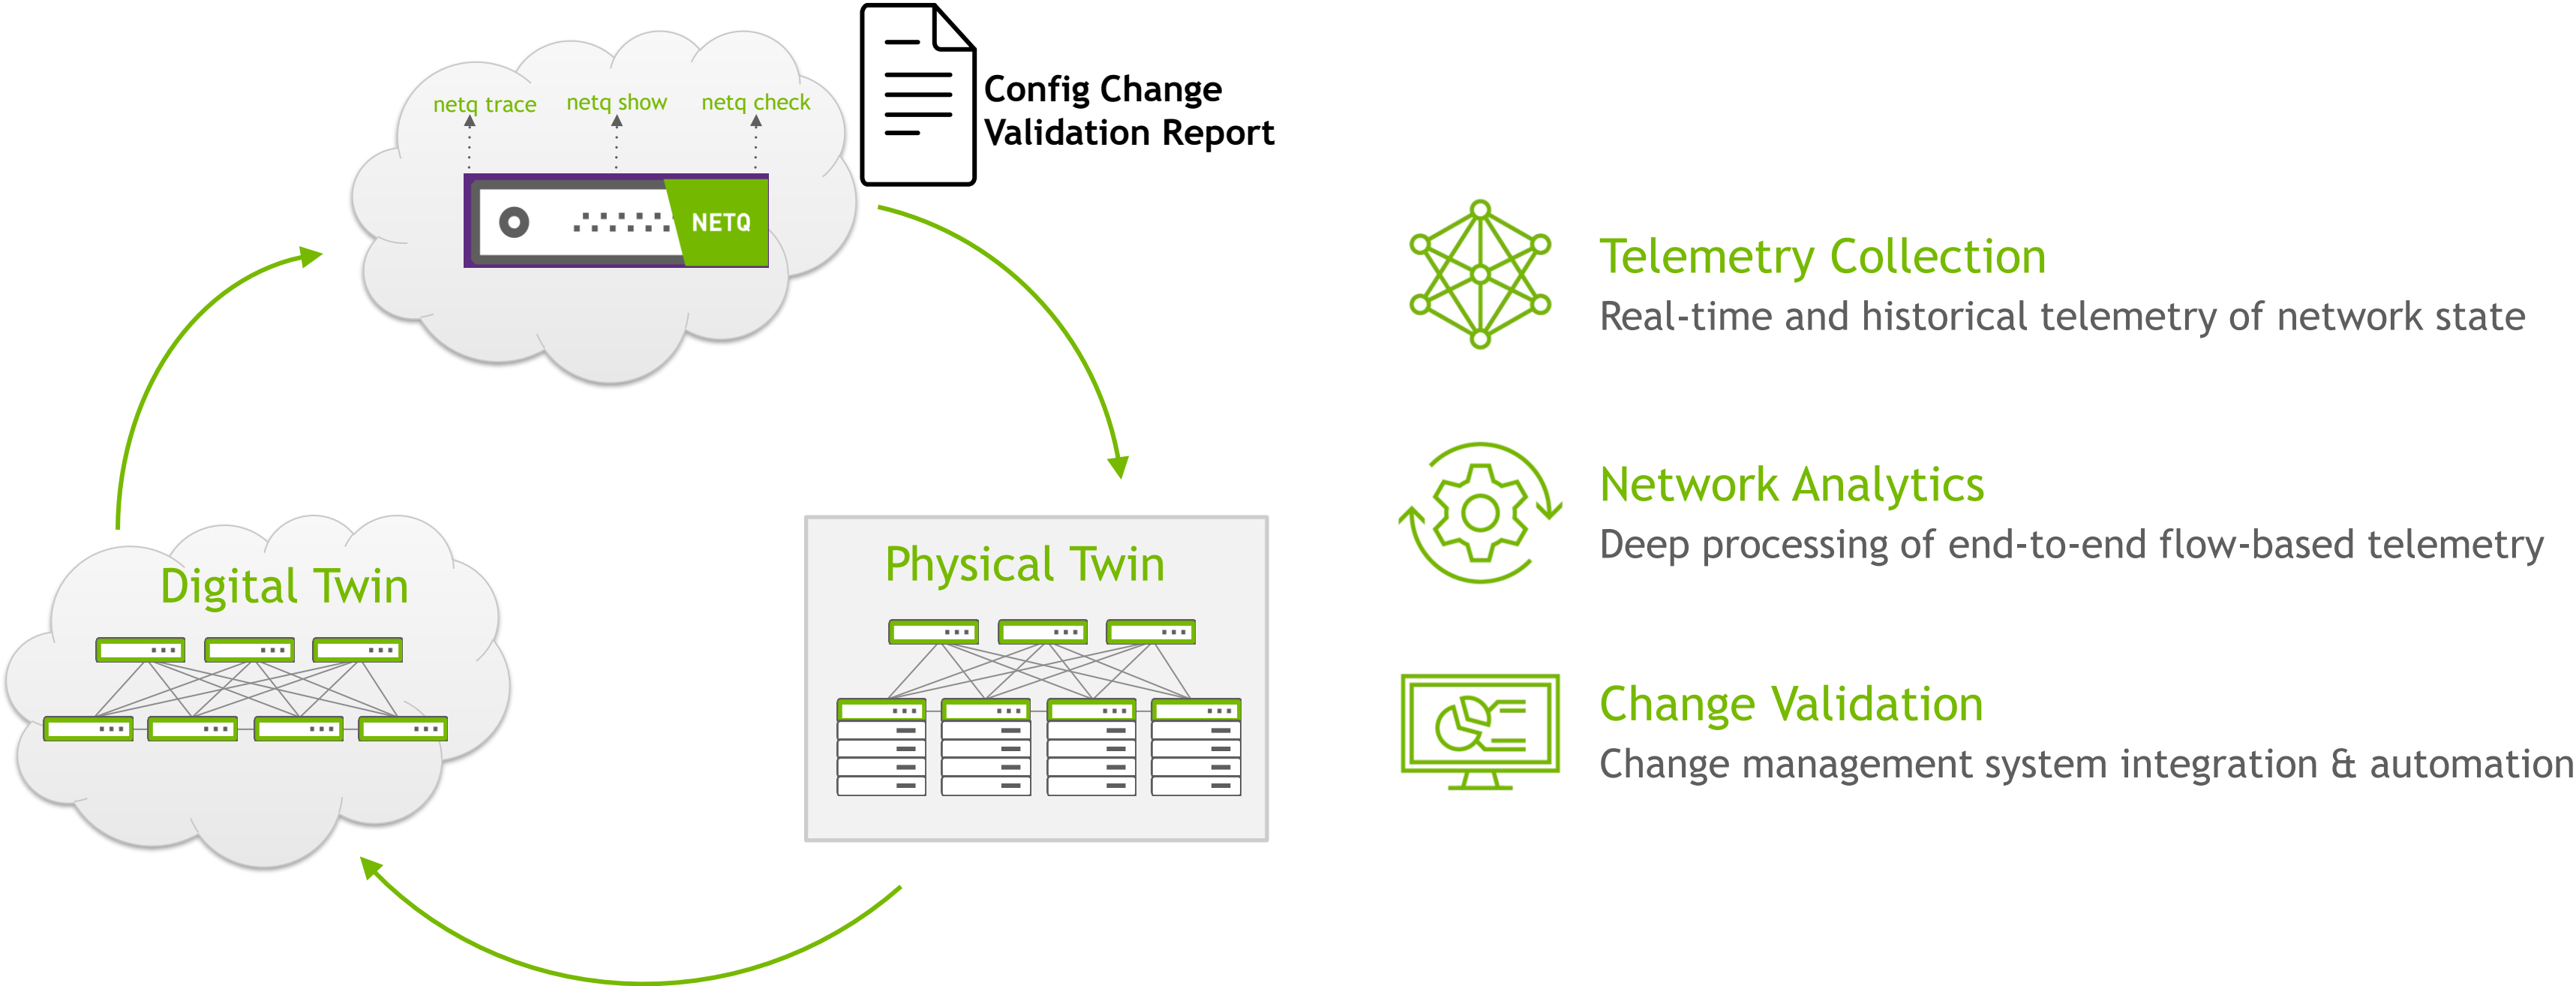 netq trace netq show netq check
NETQ
Config Change
Validation Report
Digital Twin
Physical Twin
Telemetry Collection
Real-time and historical telemetry of network state
Network Analytics
Deep processing of end-to-end flow-based telemetry
Change Validation
Change management system integration & automation